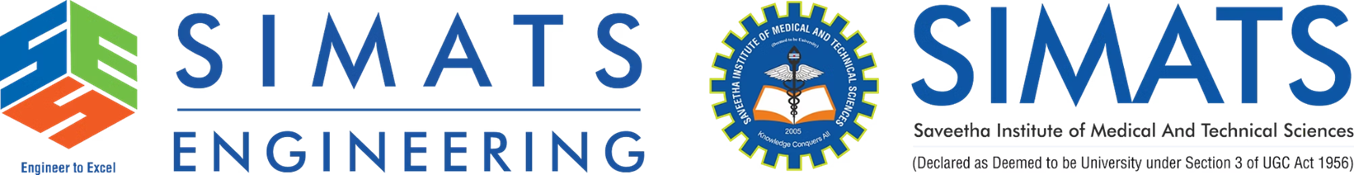 SES
Engineer to Excel
SIMATS
ENGINEERING
SAVEETHA INSTITUTE OF MEDICAL AND TECHNICAL SCIENCES
(Deemed to be University)
2005
Knowledge Conquers All
SIMATS
Saveetha Institute of Medical And Technical Sciences
(Declared as Deemed to be University under Section 3 of UGC Act 1956)